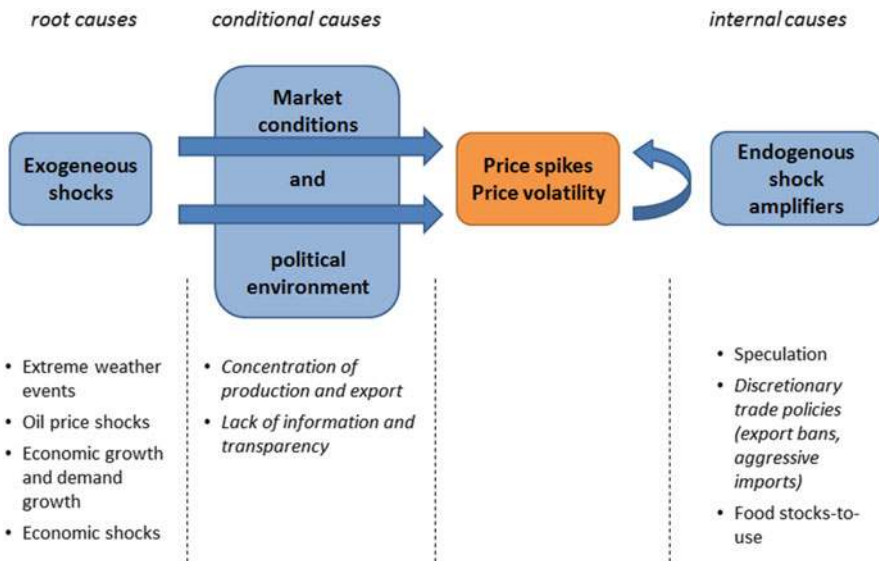 root causes
conditional causes
internal causes
Exogeneous
shocks
Market
conditions
and
political
environment
Price spikes
Price volatility
Endogenous
shock
amplifiers
• Extreme weather
events
• Oil price shocks
• Economic growth
and demand
growth
• Economic shocks
• Concentration of
production and export
• Lack of information and
transparency
• Speculation
• Discretionary
trade policies
(export bans,
aggressive
imports)
• Food stocks-to-
use